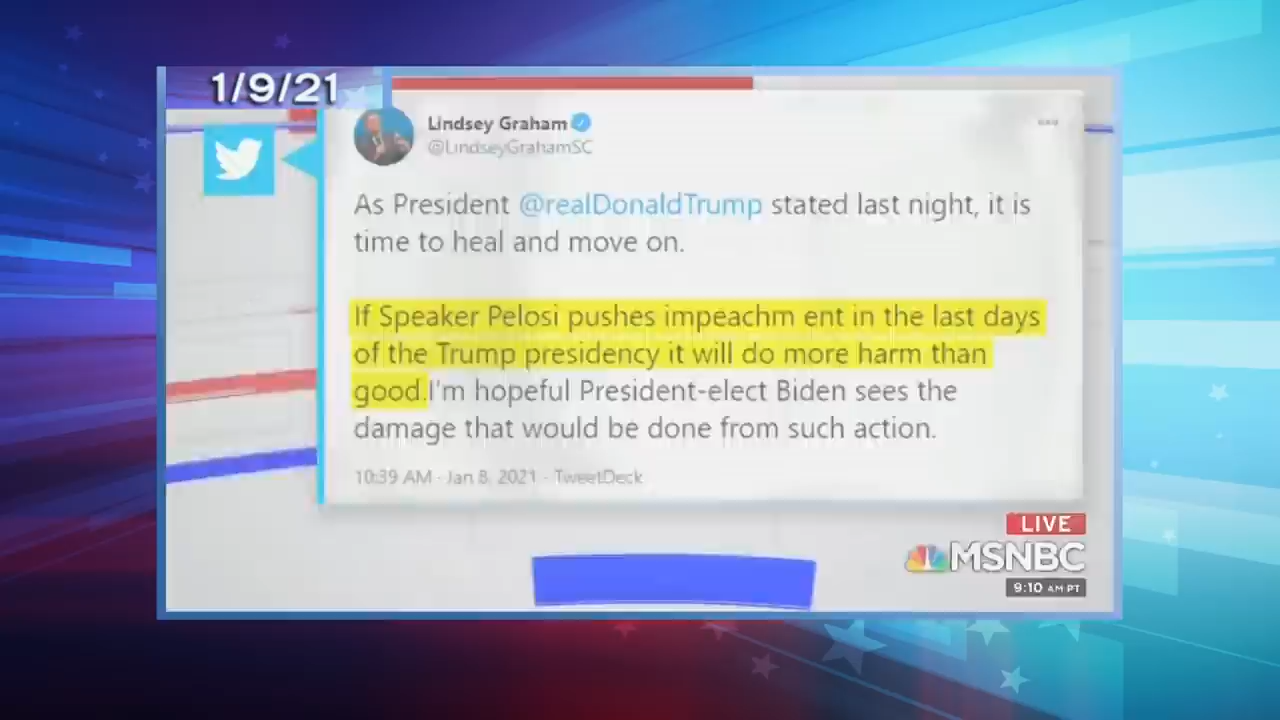 1/9/21
Lindsey Graham
@LindseyGrahamSC
As President @realDonaldTrump stated last night, it is
time to heal and move on.
If Speaker Pelosi pushes impeachm ent in the last days
of the Trump presidency it will do more harm than
good.I'm hopeful President-elect Biden sees the
damage that would be done from such action.
10:39 AM · Jan 8, 2021 · TweetDeck
LIVE
MSNBC
9:10 AM PT